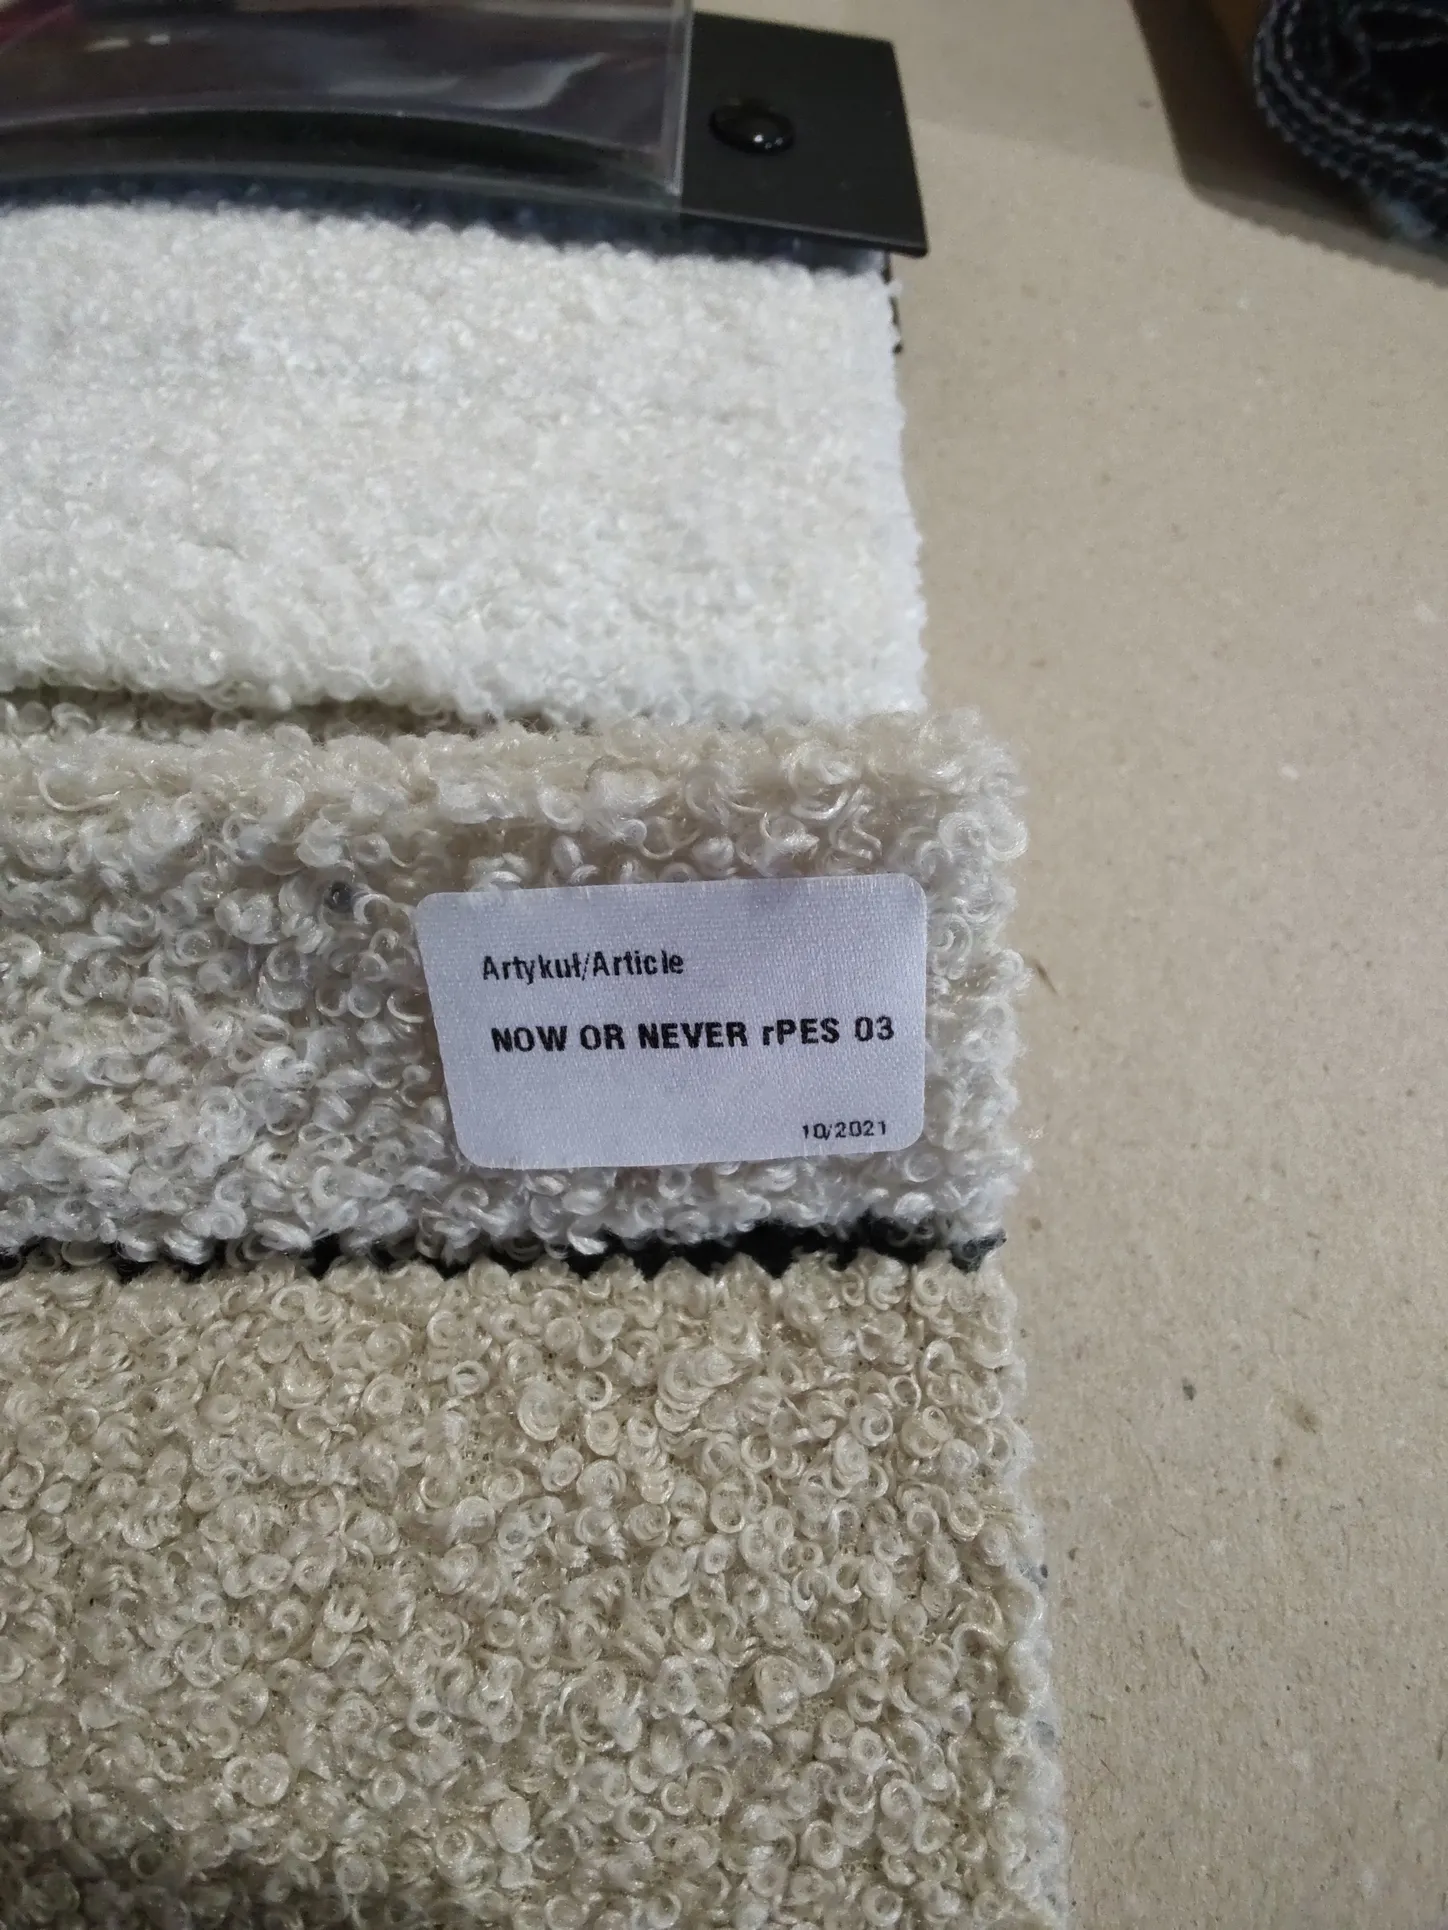 Artykuł/Article
NOW OR NEVER rPES 03
10/2021